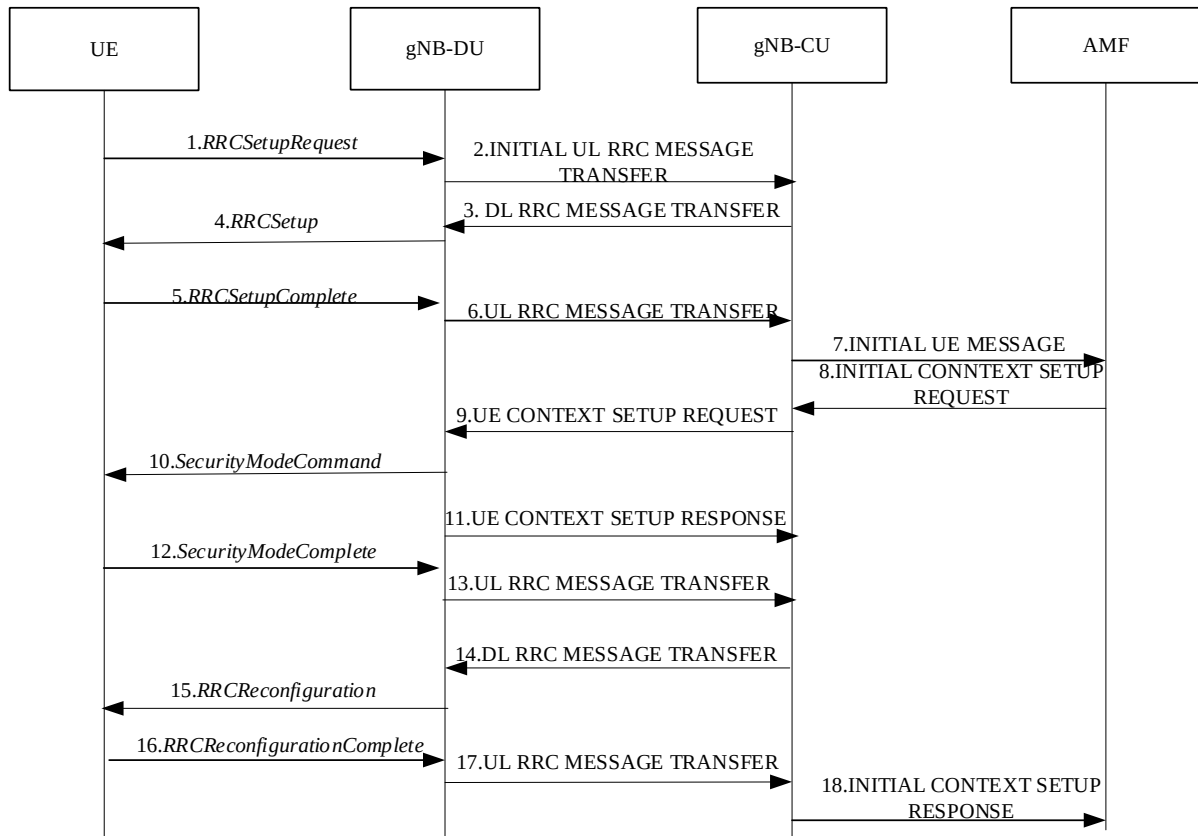 UE
gNB-DU
gNB-CU
AMF
1.RRCSetupRequest
2.INITIAL UL RRC MESSAGE
TRANSFER
3. DL RRC MESSAGE TRANSFER
4.RRCSetup
5.RRCSetupComplete
6.UL RRC MESSAGE TRANSFER
7.INITIAL UE MESSAGE
8.INITIAL CONNTEXT SETUP
REQUEST
9.UE CONTEXT SETUP REQUEST
10.SecurityModeCommand
11.UE CONTEXT SETUP RESPONSE
12.SecurityModeComplete
13.UL RRC MESSAGE TRANSFER
14.DL RRC MESSAGE TRANSFER
15.RRCReconfiguration
16.RRCReconfigurationComplete
17.UL RRC MESSAGE TRANSFER
18.INITIAL CONTEXT SETUP
RESPONSE